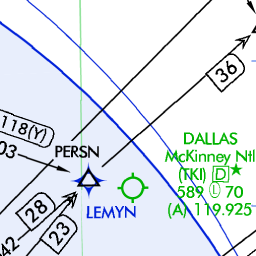 36
118(Y)
03
PERSN
DALLAS
McKinney Ntl
(TKI) D★
589 Ⓛ 70
(A) 119.925
LEMYN
28
23
42